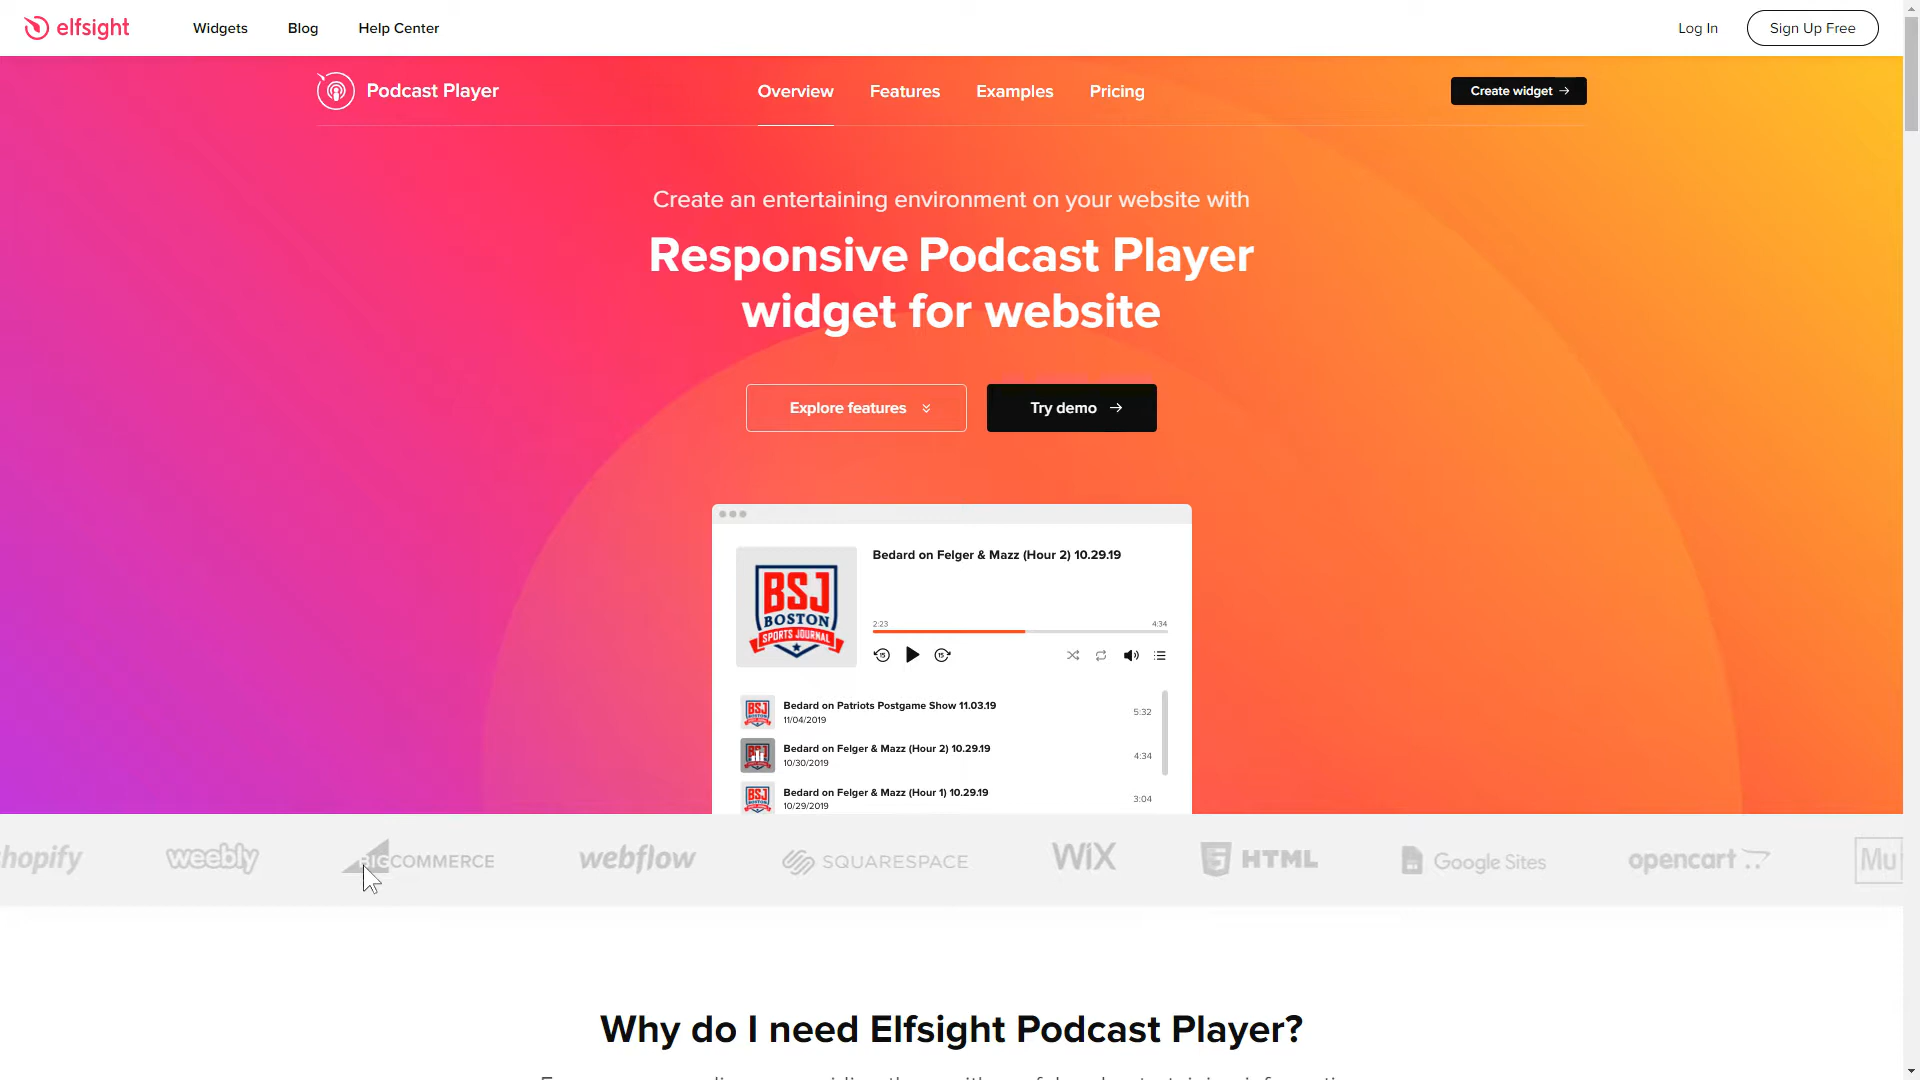 elfsight
Widgets
Blog
Help Center
Log In
Sign Up Free
Podcast Player
Overview
Features
Examples
Pricing
Create widget
Create an entertaining environment on your website with
Responsive Podcast Player
widget for website
Explore features
Try demo
Bedard on Felger & Mazz (Hour 2) 10.29.19
2:23
4:34
15
15
BSJ
BOSTON
SPORTS JOURNAL
Bedard on Patriots Postgame Show 11.03.19
11/04/2019
5:32
Bedard on Felger & Mazz (Hour 2) 10.29.19
10/30/2019
4:34
Bedard on Felger & Mazz (Hour 1) 10.29.19
10/29/2019
3:04
hopify
weebly
BIGCOMMERCE
webflow
SQUARESPACE
WIX
HTML
Google Sites
opencart
Mu
Why do I need Elfsight Podcast Player?